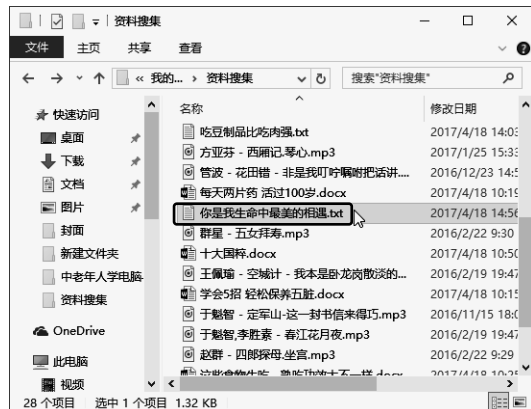 资料搜集
文件 主页 共享 查看
« 我的... › 资料搜集 搜索"资料搜集"
快速访问
桌面
下载
文档
图片
封面
新建文件夹
中老年人学电脑
资料搜集
OneDrive
此电脑
视频
名称 修改日期
吃豆制品比吃肉强.txt 2017/4/18 14:03
方亚芬 - 西厢记.琴心.mp3 2017/1/25 15:33
管波 - 花田错 - 非是我叮咛嘱咐把话讲.... 2016/12/23 14:5
每天两片药 活过100岁.docx 2017/4/18 10:19
你是我生命中最美的相遇.txt 2017/4/18 14:56
群星 - 五女拜寿.mp3 2016/2/22 9:30
十大国粹.docx 2017/4/18 10:50
王佩瑜 - 空城计 - 我本是卧龙岗散淡的... 2016/2/19 19:47
学会5招 轻松保养五脏.docx 2017/4/18 10:15
于魁智 - 定军山-这一封书信来得巧.mp3 2016/11/15 18:0
于魁智,李胜素 - 春江花月夜.mp3 2016/2/19 19:47
赵群 - 四郎探母.坐宫.mp3 2016/2/22 9:29
28 个项目 选中 1 个项目 1.32 KB